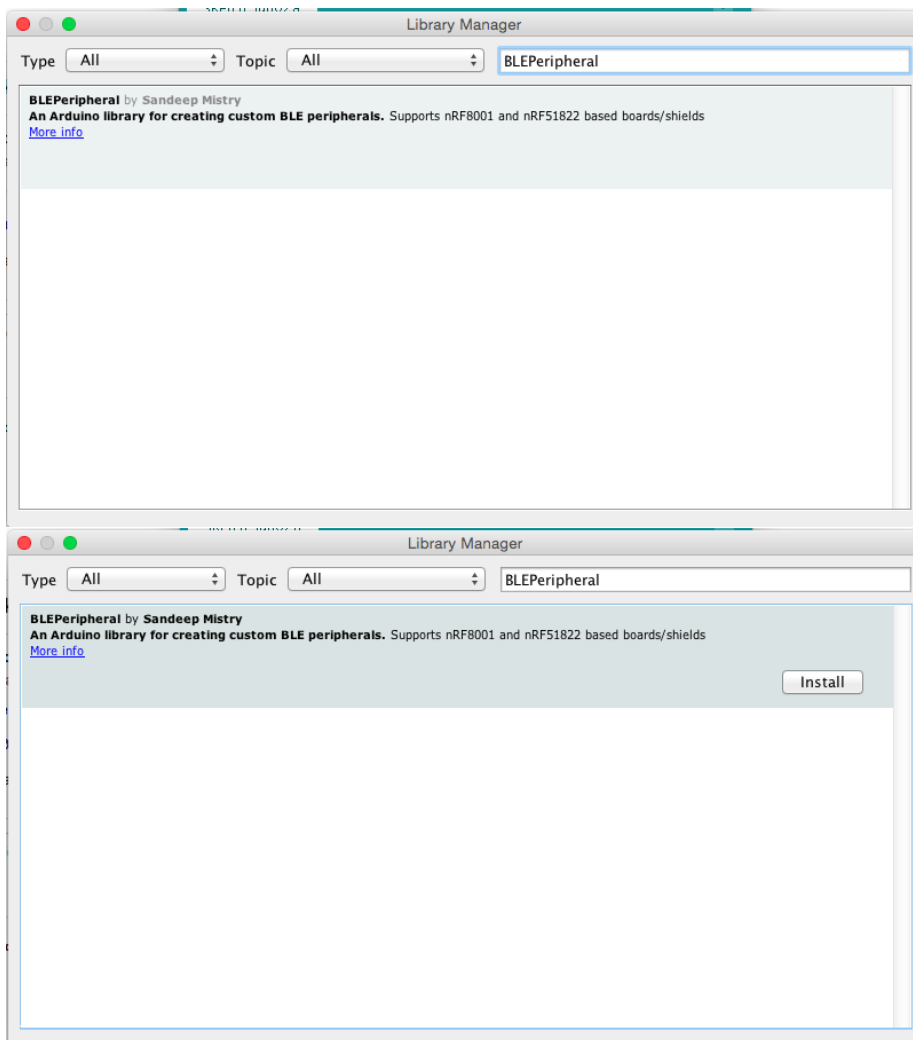 Library Manager
Type All Topic All BLEPeripheral
BLEPeripheral by Sandeep Mistry
An Arduino library for creating custom BLE peripherals. Supports nRF8001 and nRF51822 based boards/shields
More info
Library Manager
Type All Topic All BLEPeripheral
BLEPeripheral by Sandeep Mistry
An Arduino library for creating custom BLE peripherals. Supports nRF8001 and nRF51822 based boards/shields
More info
Install